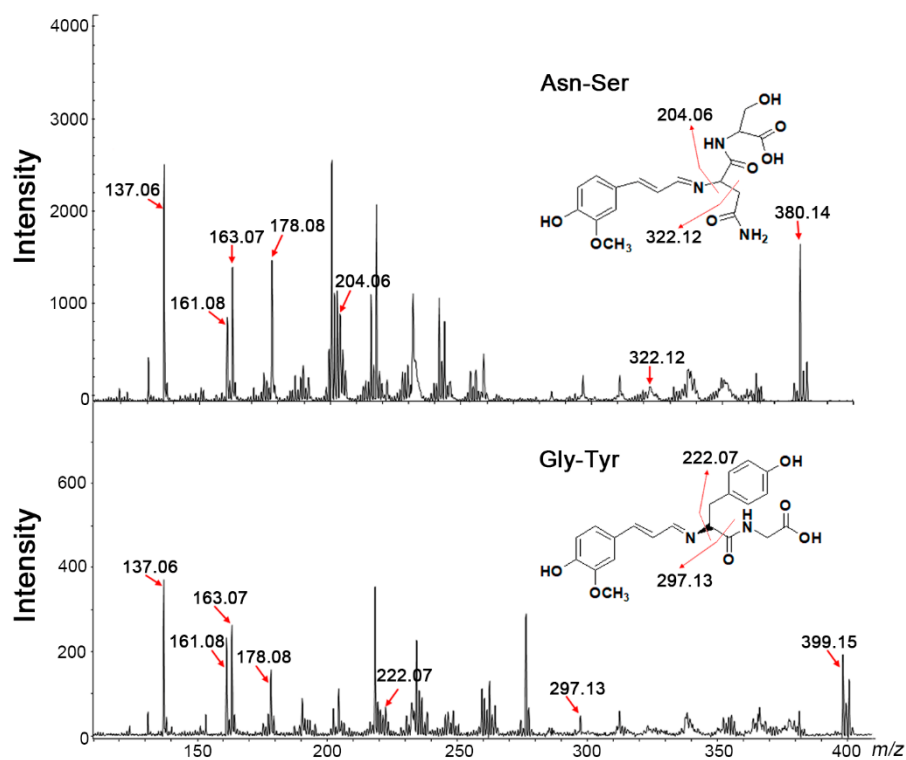 4000
3000
2000
1000
0
Intensity
137.06
161.08
163.07
178.08
204.06
322.12
380.14
Asn-Ser
204.06
OH
HN
O
OH
O
N
HO
OCH₃
O
NH₂
322.12
600
400
200
0
Intensity
137.06
163.07
161.08
178.08
222.07
297.13
399.15
Gly-Tyr
222.07
OH
H
N
O
OH
N
O
HO
OCH₃
297.13
150 200 250 300 350 400 m/z